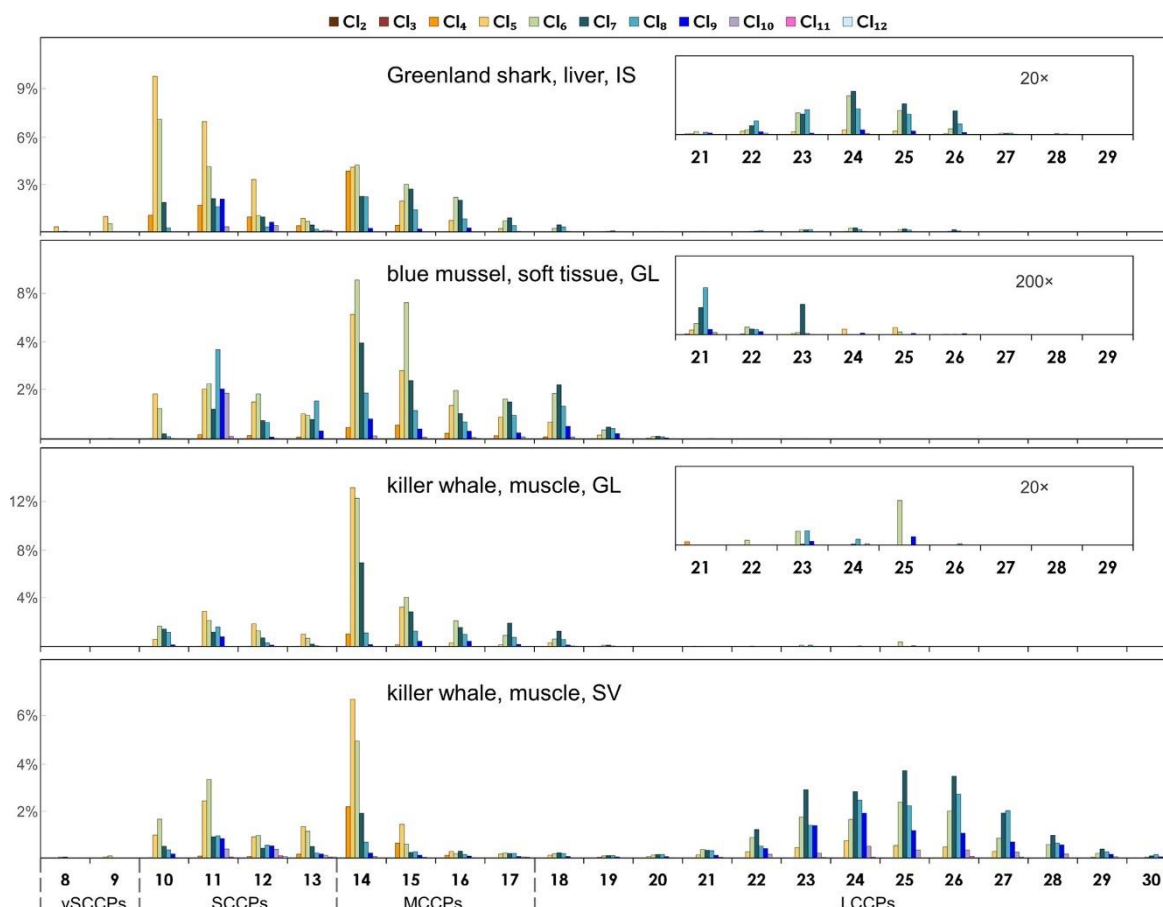 Cl₂ Cl₃ Cl₄ Cl₅ Cl₆ Cl₇ Cl₈ Cl₉ Cl₁₀ Cl₁₁ Cl₁₂
Greenland shark, liver, IS
20×
9%
6%
3%
21 22 23 24 25 26 27 28 29
blue mussel, soft tissue, GL
200×
8%
4%
2%
21 22 23 24 25 26 27 28 29
killer whale, muscle, GL
20×
12%
8%
4%
21 22 23 24 25 26 27 28 29
killer whale, muscle, SV
6%
4%
2%
8 9 10 11 12 13 14 15 16 17 18 19 20 21 22 23 24 25 26 27 28 29 30
vSCCPs SCCPs MCCPs LCCPs